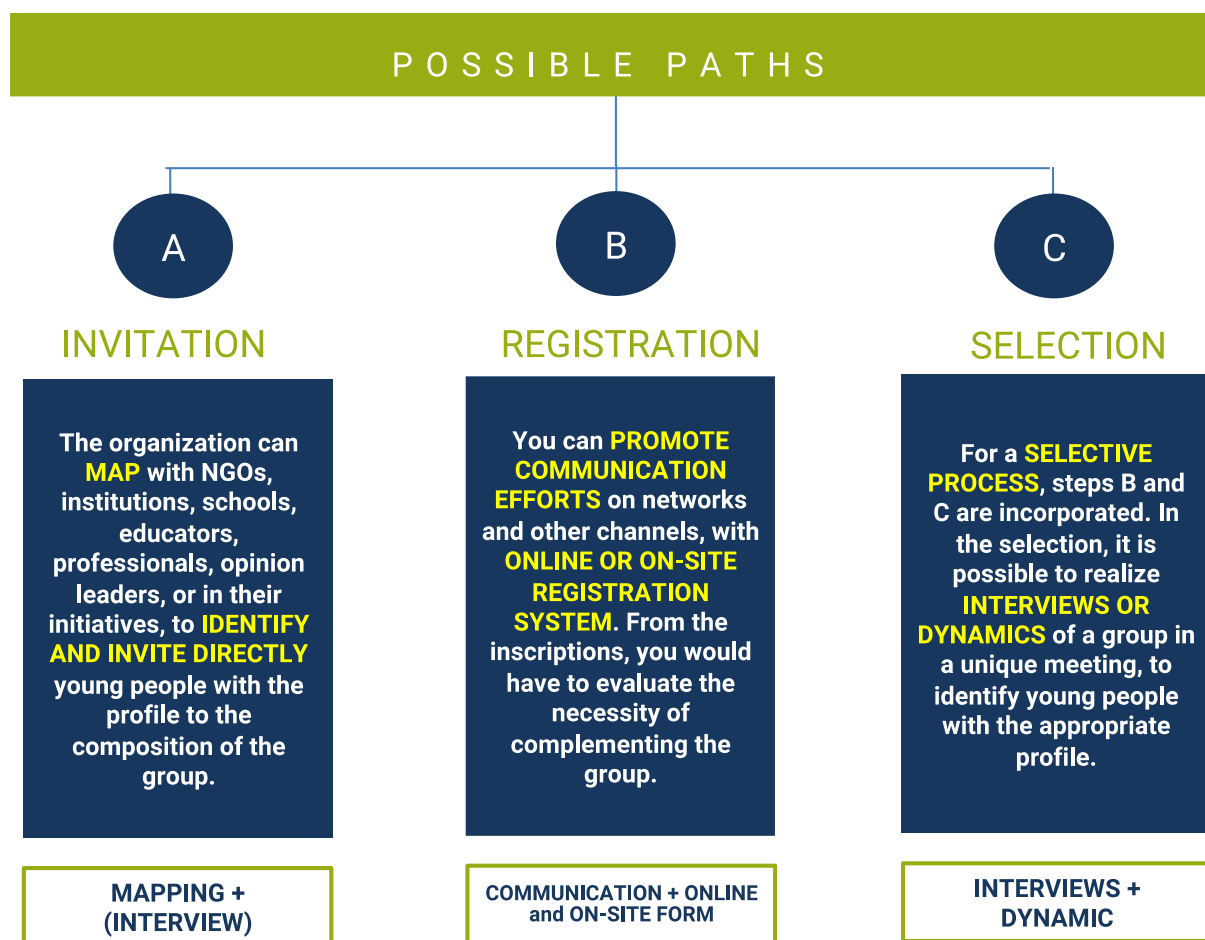 POSSIBLE PATHS
A
INVITATION
The organization can
MAP with NGOs,
institutions, schools,
educators,
professionals, opinion
leaders, or in their
initiatives, to IDENTIFY
AND INVITE DIRECTLY
young people with the
profile to the
composition of the
group.
MAPPING +
(INTERVIEW)
B
REGISTRATION
You can PROMOTE
COMMUNICATION
EFFORTS on networks
and other channels, with
ONLINE OR ON-SITE
REGISTRATION
SYSTEM. From the
inscriptions, you would
have to evaluate the
necessity of
complementing the
group.
COMMUNICATION + ONLINE
and ON-SITE FORM
C
SELECTION
For a SELECTIVE
PROCESS, steps B and
C are incorporated. In
the selection, it is
possible to realize
INTERVIEWS OR
DYNAMICS of a group in
a unique meeting, to
identify young people
with the appropriate
profile.
INTERVIEWS +
DYNAMIC